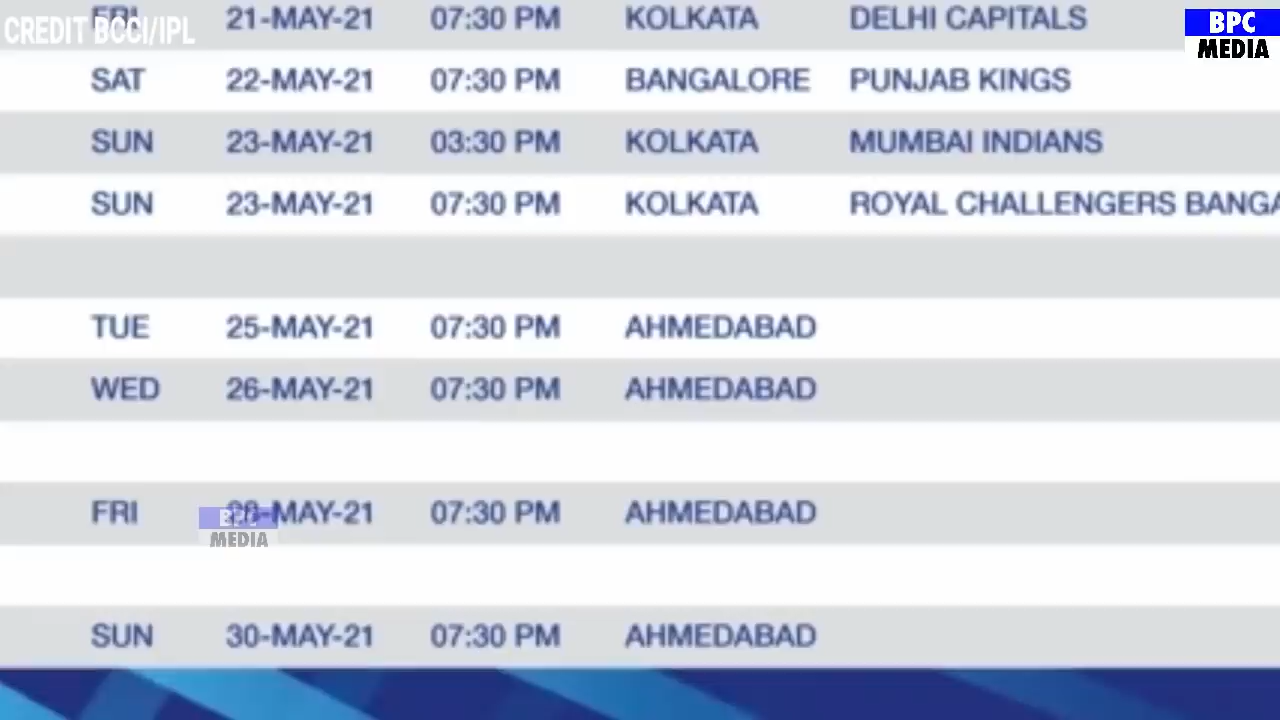 FRI 21-MAY-21 07:30 PM KOLKATA DELHI CAPITALS
CREDIT BCCI/IPL
BPC
MEDIA
SAT 22-MAY-21 07:30 PM BANGALORE PUNJAB KINGS
SUN 23-MAY-21 03:30 PM KOLKATA MUMBAI INDIANS
SUN 23-MAY-21 07:30 PM KOLKATA ROYAL CHALLENGERS BANGA
TUE 25-MAY-21 07:30 PM AHMEDABAD
WED 26-MAY-21 07:30 PM AHMEDABAD
FRI 28-MAY-21 07:30 PM AHMEDABAD
BPC
MEDIA
SUN 30-MAY-21 07:30 PM AHMEDABAD